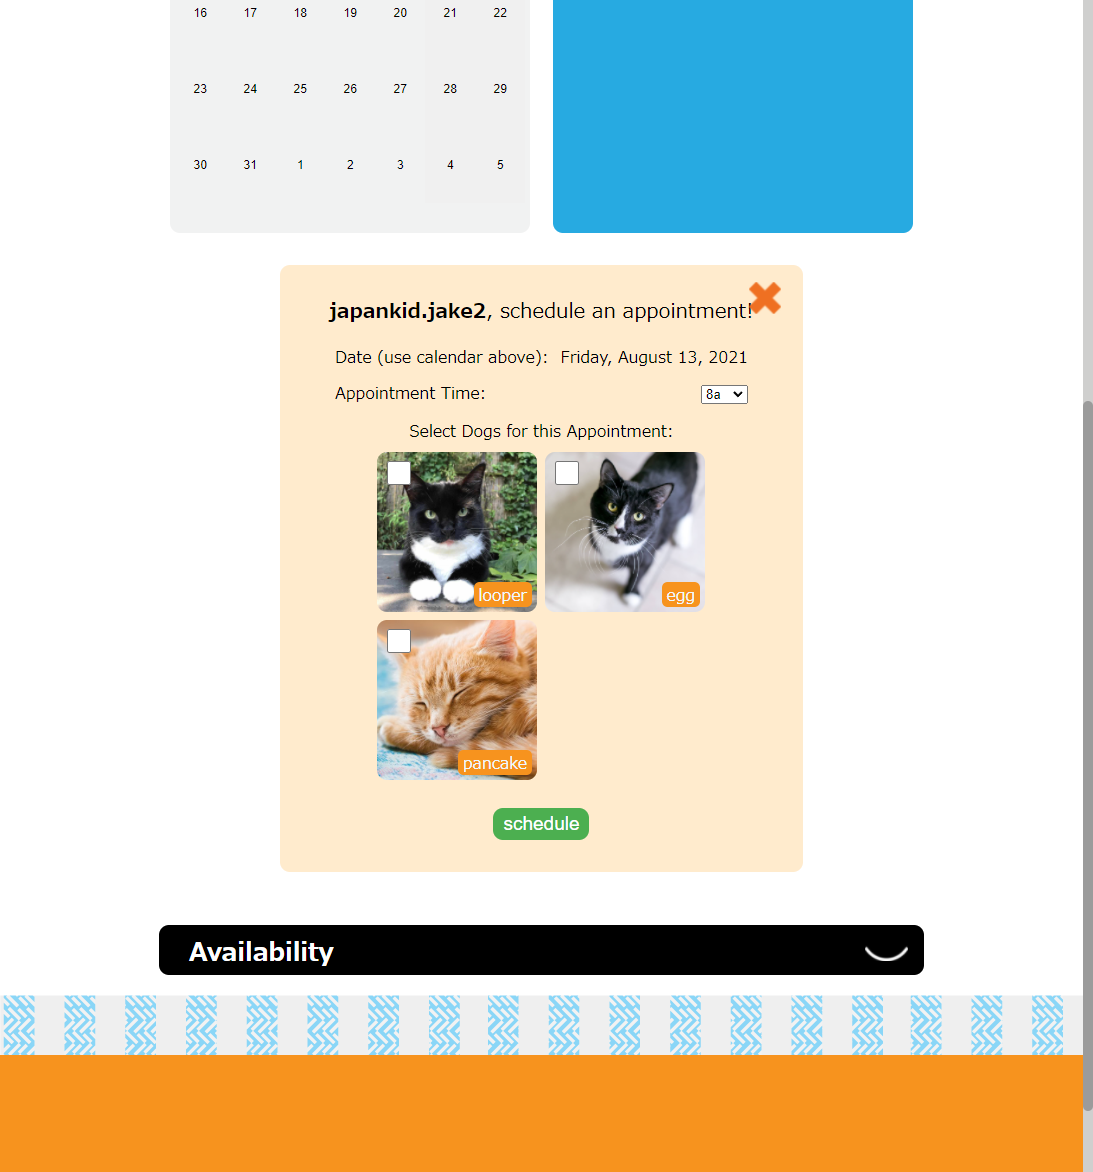 16 17 18 19 20 21 22
23 24 25 26 27 28 29
30 31 1 2 3 4 5
japankid.jake2, schedule an appointment!
Date (use calendar above): Friday, August 13, 2021
Appointment Time: 8a
Select Dogs for this Appointment:
looper egg
pancake
schedule
Availability